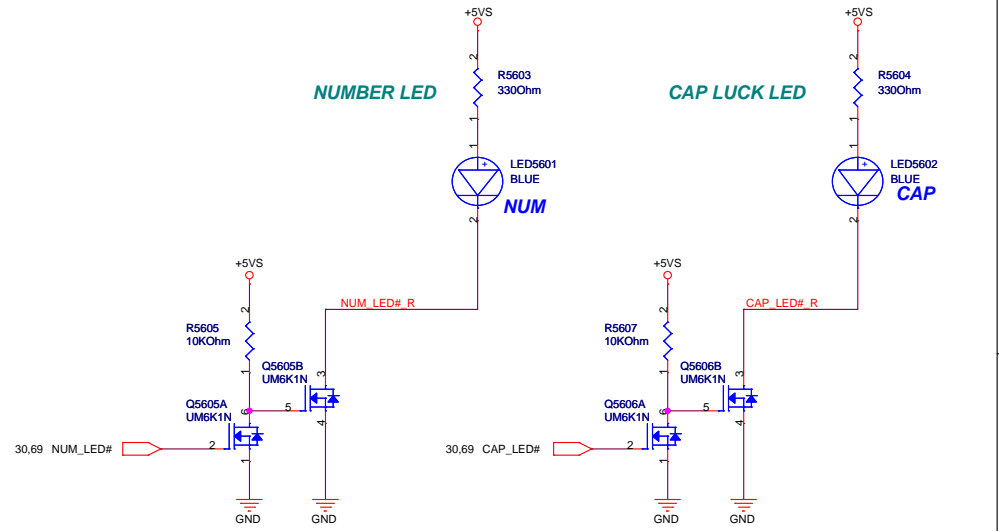 +5VS
2
R5603
330Ohm
1
NUMBER LED
1
+
LED5601
BLUE
NUM
2
+5VS
2
R5605
10KOhm
1
NUM_LED#_R
Q5605B
UM6K1N
3
5
4
Q5605A
UM6K1N
6
2
1
30,69 NUM_LED#
GND
GND
+5VS
2
R5604
330Ohm
1
CAP LUCK LED
1
+
LED5602
BLUE
CAP
2
+5VS
2
R5607
10KOhm
1
CAP_LED#_R
Q5606B
UM6K1N
3
5
4
Q5606A
UM6K1N
6
2
1
30,69 CAP_LED#
GND
GND